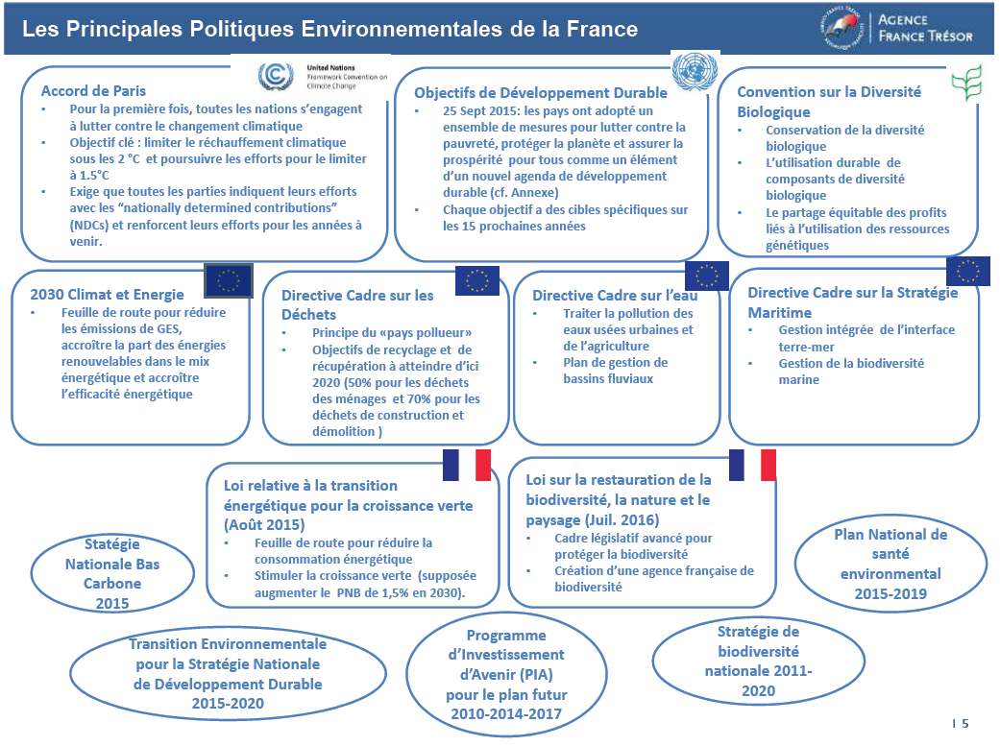 Les Principales Politiques Environnementales de la France
AGENCE
FRANCE TRÉSOR
United Nations
Framework Convention on
Climate Change
Accord de Paris
• Pour la première fois, toutes les nations s'engagent
à lutter contre le changement climatique
• Objectif clé : limiter le réchauffement climatique
sous les 2 °C et poursuivre les efforts pour le limiter
à 1.5°C
• Exige que toutes les parties indiquent leurs efforts
avec les "nationally determined contributions"
(NDCs) et renforcent leurs efforts pour les années à
venir.
Objectifs de Développement Durable
• 25 Sept 2015: les pays ont adopté un
ensemble de mesures pour lutter contre la
pauvreté, protéger la planète et assurer la
prospérité pour tous comme un élément
d'un nouvel agenda de développement
durable (cf. Annexe)
• Chaque objectif a des cibles spécifiques sur
les 15 prochaines années
Convention sur la Diversité
Biologique
• Conservation de la diversité
biologique
• L'utilisation durable de
composants de diversité
biologique
• Le partage équitable des profits
liés à l'utilisation des ressources
génétiques
2030 Climat et Energie
• Feuille de route pour réduire
les émissions de GES,
accroître la part des énergies
renouvelables dans le mix
énergétique et accroître
l'efficacité énergétique
Directive Cadre sur les
Déchets
• Principe du «pays pollueur»
• Objectifs de recyclage et de
récupération à atteindre d'ici
2020 (50% pour les déchets
des ménages et 70% pour les
déchets de construction et
démolition )
Directive Cadre sur l'eau
• Traiter la pollution des
eaux usées urbaines et
de l'agriculture
• Plan de gestion de
bassins fluviaux
Directive Cadre sur la Stratégie
Maritime
• Gestion intégrée de l'interface
terre-mer
• Gestion de la biodiversité
marine
Loi relative à la transition
énergétique pour la croissance verte
(Août 2015)
• Feuille de route pour réduire la
consommation énergétique
• Stimuler la croissance verte (supposée
augmenter le PNB de 1,5% en 2030).
Loi sur la restauration de la
biodiversité, la nature et le
paysage (Juil. 2016)
• Cadre législatif avancé pour
protéger la biodiversité
• Création d'une agence française de
biodiversité
Statégie
Nationale Bas
Carbone
2015
Plan National de
santé
environmental
2015-2019
Transition Environnementale
pour la Stratégie Nationale
de Développement Durable
2015-2020
Programme
d'Investissement
d'Avenir (PIA)
pour le plan futur
2010-2014-2017
Stratégie de
biodiversité
nationale 2011-
2020
I 5